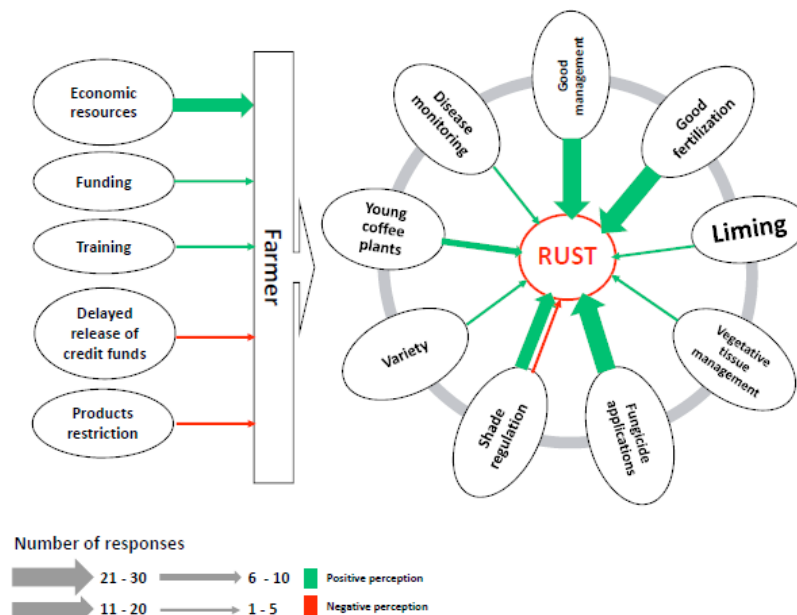 Economic
resources
Funding
Training
Delayed
release of
credit funds
Products
restriction
Farmer
Good
management
Good
fertilization
Liming
Vegetative
tissue
management
Fungicide
applications
Shade
regulation
Variety
Young
coffee
plants
Disease
monitoring
RUST
Number of responses
21 - 30
6 - 10
Positive perception
11 - 20
1 - 5
Negative perception